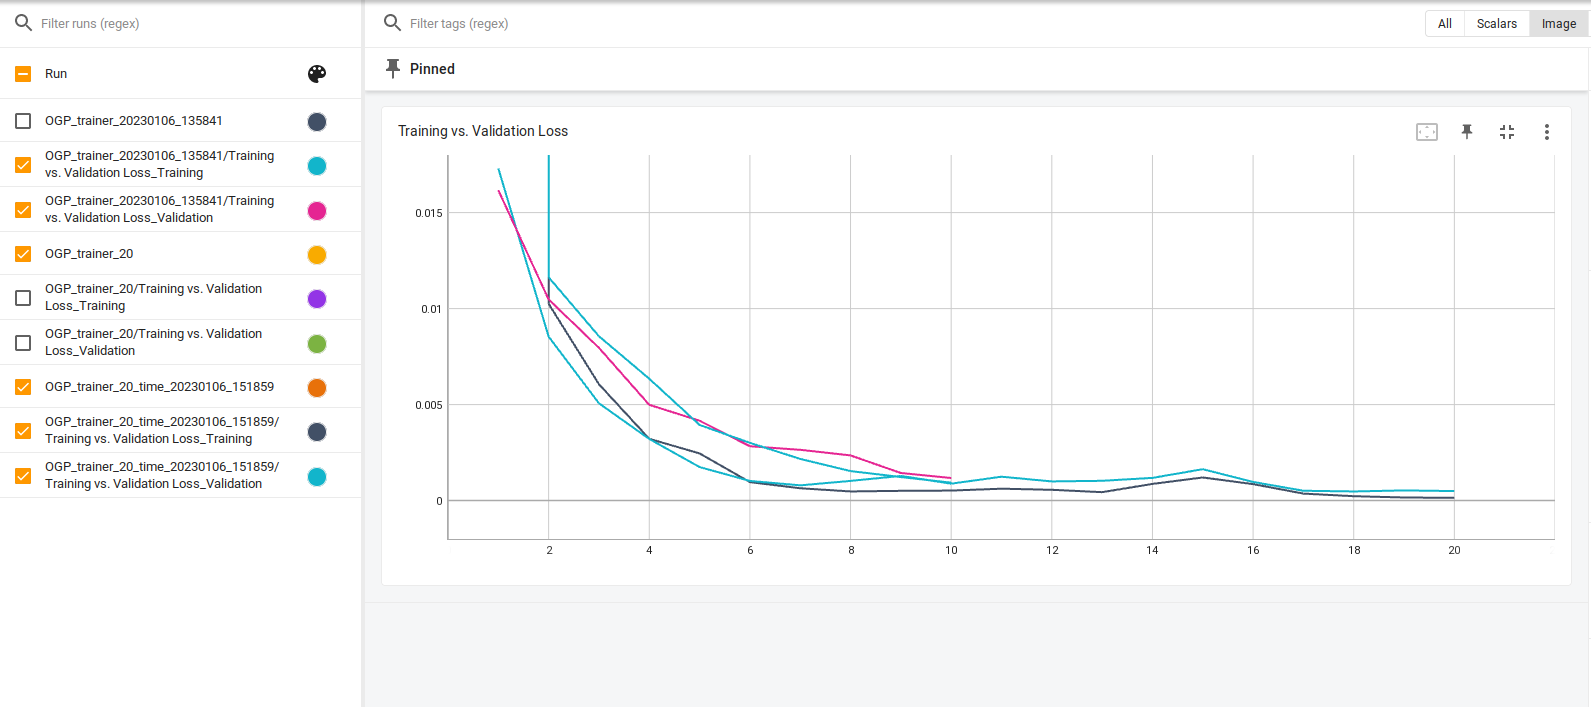 Filter runs (regex)
Filter tags (regex)
All
Scalars
Image
Run
Pinned
OGP_trainer_20230106_135841
OGP_trainer_20230106_135841/Training
vs. Validation Loss_Training
OGP_trainer_20230106_135841/Training
vs. Validation Loss_Validation
OGP_trainer_20
OGP_trainer_20/Training vs. Validation
Loss_Training
OGP_trainer_20/Training vs. Validation
Loss_Validation
OGP_trainer_20_time_20230106_151859
OGP_trainer_20_time_20230106_151859/
Training vs. Validation Loss_Training
OGP_trainer_20_time_20230106_151859/
Training vs. Validation Loss_Validation
Training vs. Validation Loss
0.015
0.01
0.005
0
2 4 6 8 10 12 14 16 18 20